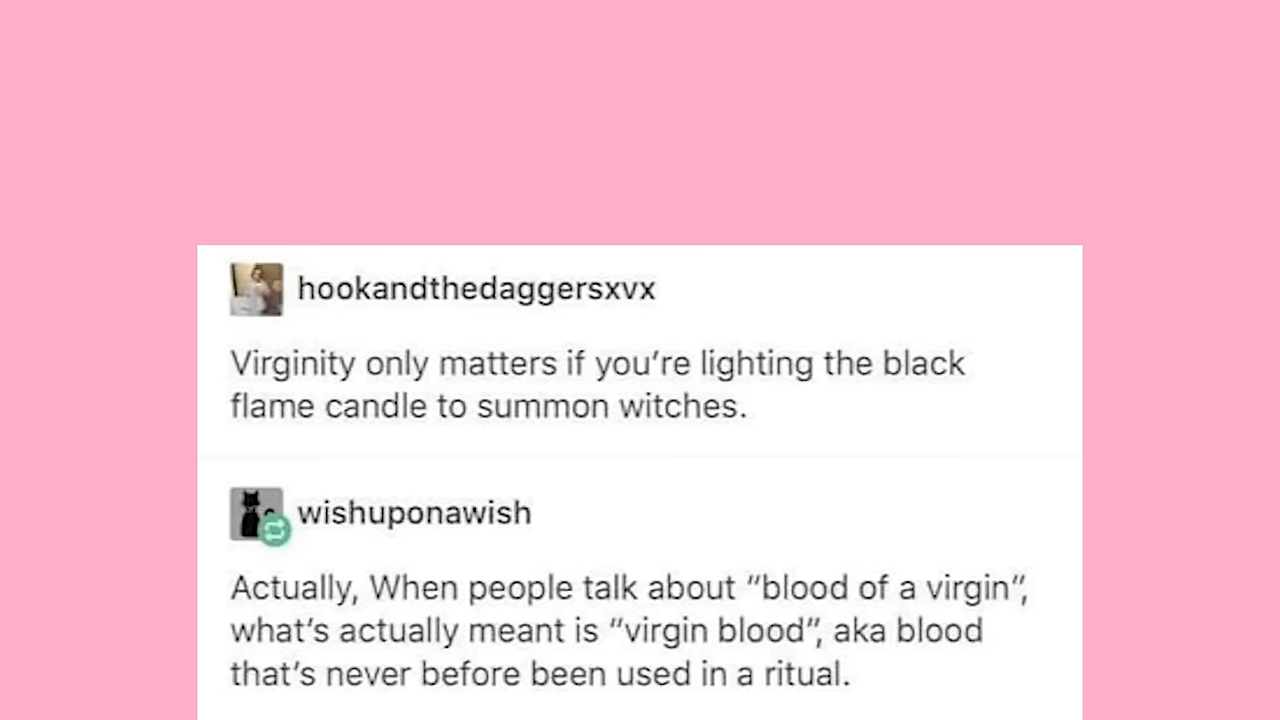 hookandthedaggersxvx
Virginity only matters if you’re lighting the black
flame candle to summon witches.
wishuponawish
Actually, When people talk about “blood of a virgin”,
what’s actually meant is “virgin blood”, aka blood
that’s never before been used in a ritual.